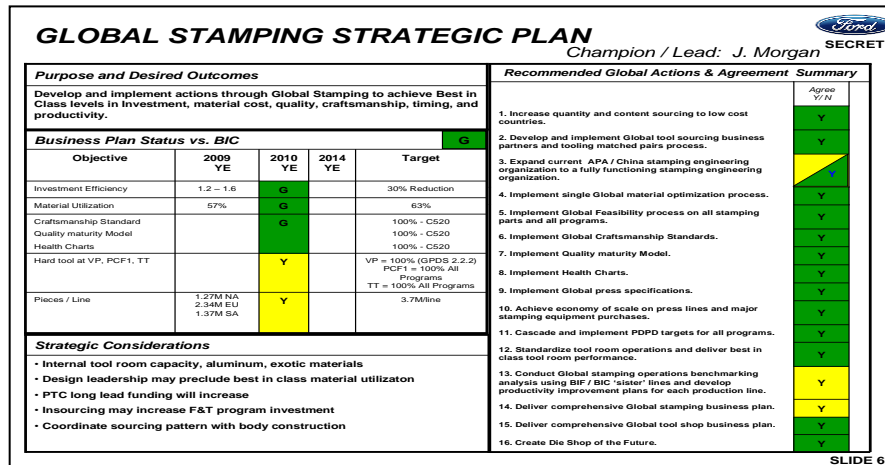 GLOBAL STAMPING STRATEGIC PLAN
Champion / Lead: J. Morgan
Ford
SECRET
Purpose and Desired Outcomes
Develop and implement actions through Global Stamping to achieve Best in
Class levels in Investment, material cost, quality, craftsmanship, timing, and
productivity.
Business Plan Status vs. BIC G
Objective 2009 YE 2010 YE 2014 YE Target
Investment Efficiency 1.2 – 1.6 G 30% Reduction
Material Utilization 57% 63%
Craftsmanship Standard G 100% - C520
Quality maturity Model 100% - C520
Health Charts 100% - C520
Hard tool at VP, PCF1, TT Y VP = 100% (GPDS 2.2.2)
PCF1 = 100% All
Programs
TT = 100% All Programs
Pieces / Line 1.27M NA Y 3.7M/line
2.34M EU
1.37M SA
Strategic Considerations
• Internal tool room capacity, aluminum, exotic materials
• Design leadership may preclude best in class material utilizaton
• PTC long lead funding will increase
• Insourcing may increase F&T program investment
• Coordinate sourcing pattern with body construction
Recommended Global Actions & Agreement Summary
Agree
Y/ N
1. Increase quantity and content sourcing to low cost
countries. Y
2. Develop and implement Global tool sourcing business
partners and tooling matched pairs process. Y
3. Expand current APA / China stamping engineering
organization to a fully functioning stamping engineering
organization. Y
4. Implement single Global material optimization process. Y
5. Implement Global Feasibility process on all stamping
parts and all programs. Y
6. Implement Global Craftsmanship Standards. Y
7. Implement Quality maturity Model. Y
8. Implement Health Charts. Y
9. Implement Global press specifications. Y
10. Achieve economy of scale on press lines and major
stamping equipment purchases. Y
11. Cascade and implement PDPD targets for all programs. Y
12. Standardize tool room operations and deliver best in
class tool room performance. Y
13. Conduct Global stamping operations benchmarking
analysis using BIF / BIC 'sister' lines and develop
productivity improvement plans for each production line. Y
14. Deliver comprehensive Global stamping business plan. Y
15. Deliver comprehensive Global tool shop business plan. Y
16. Create Die Shop of the Future. Y
SLIDE 6